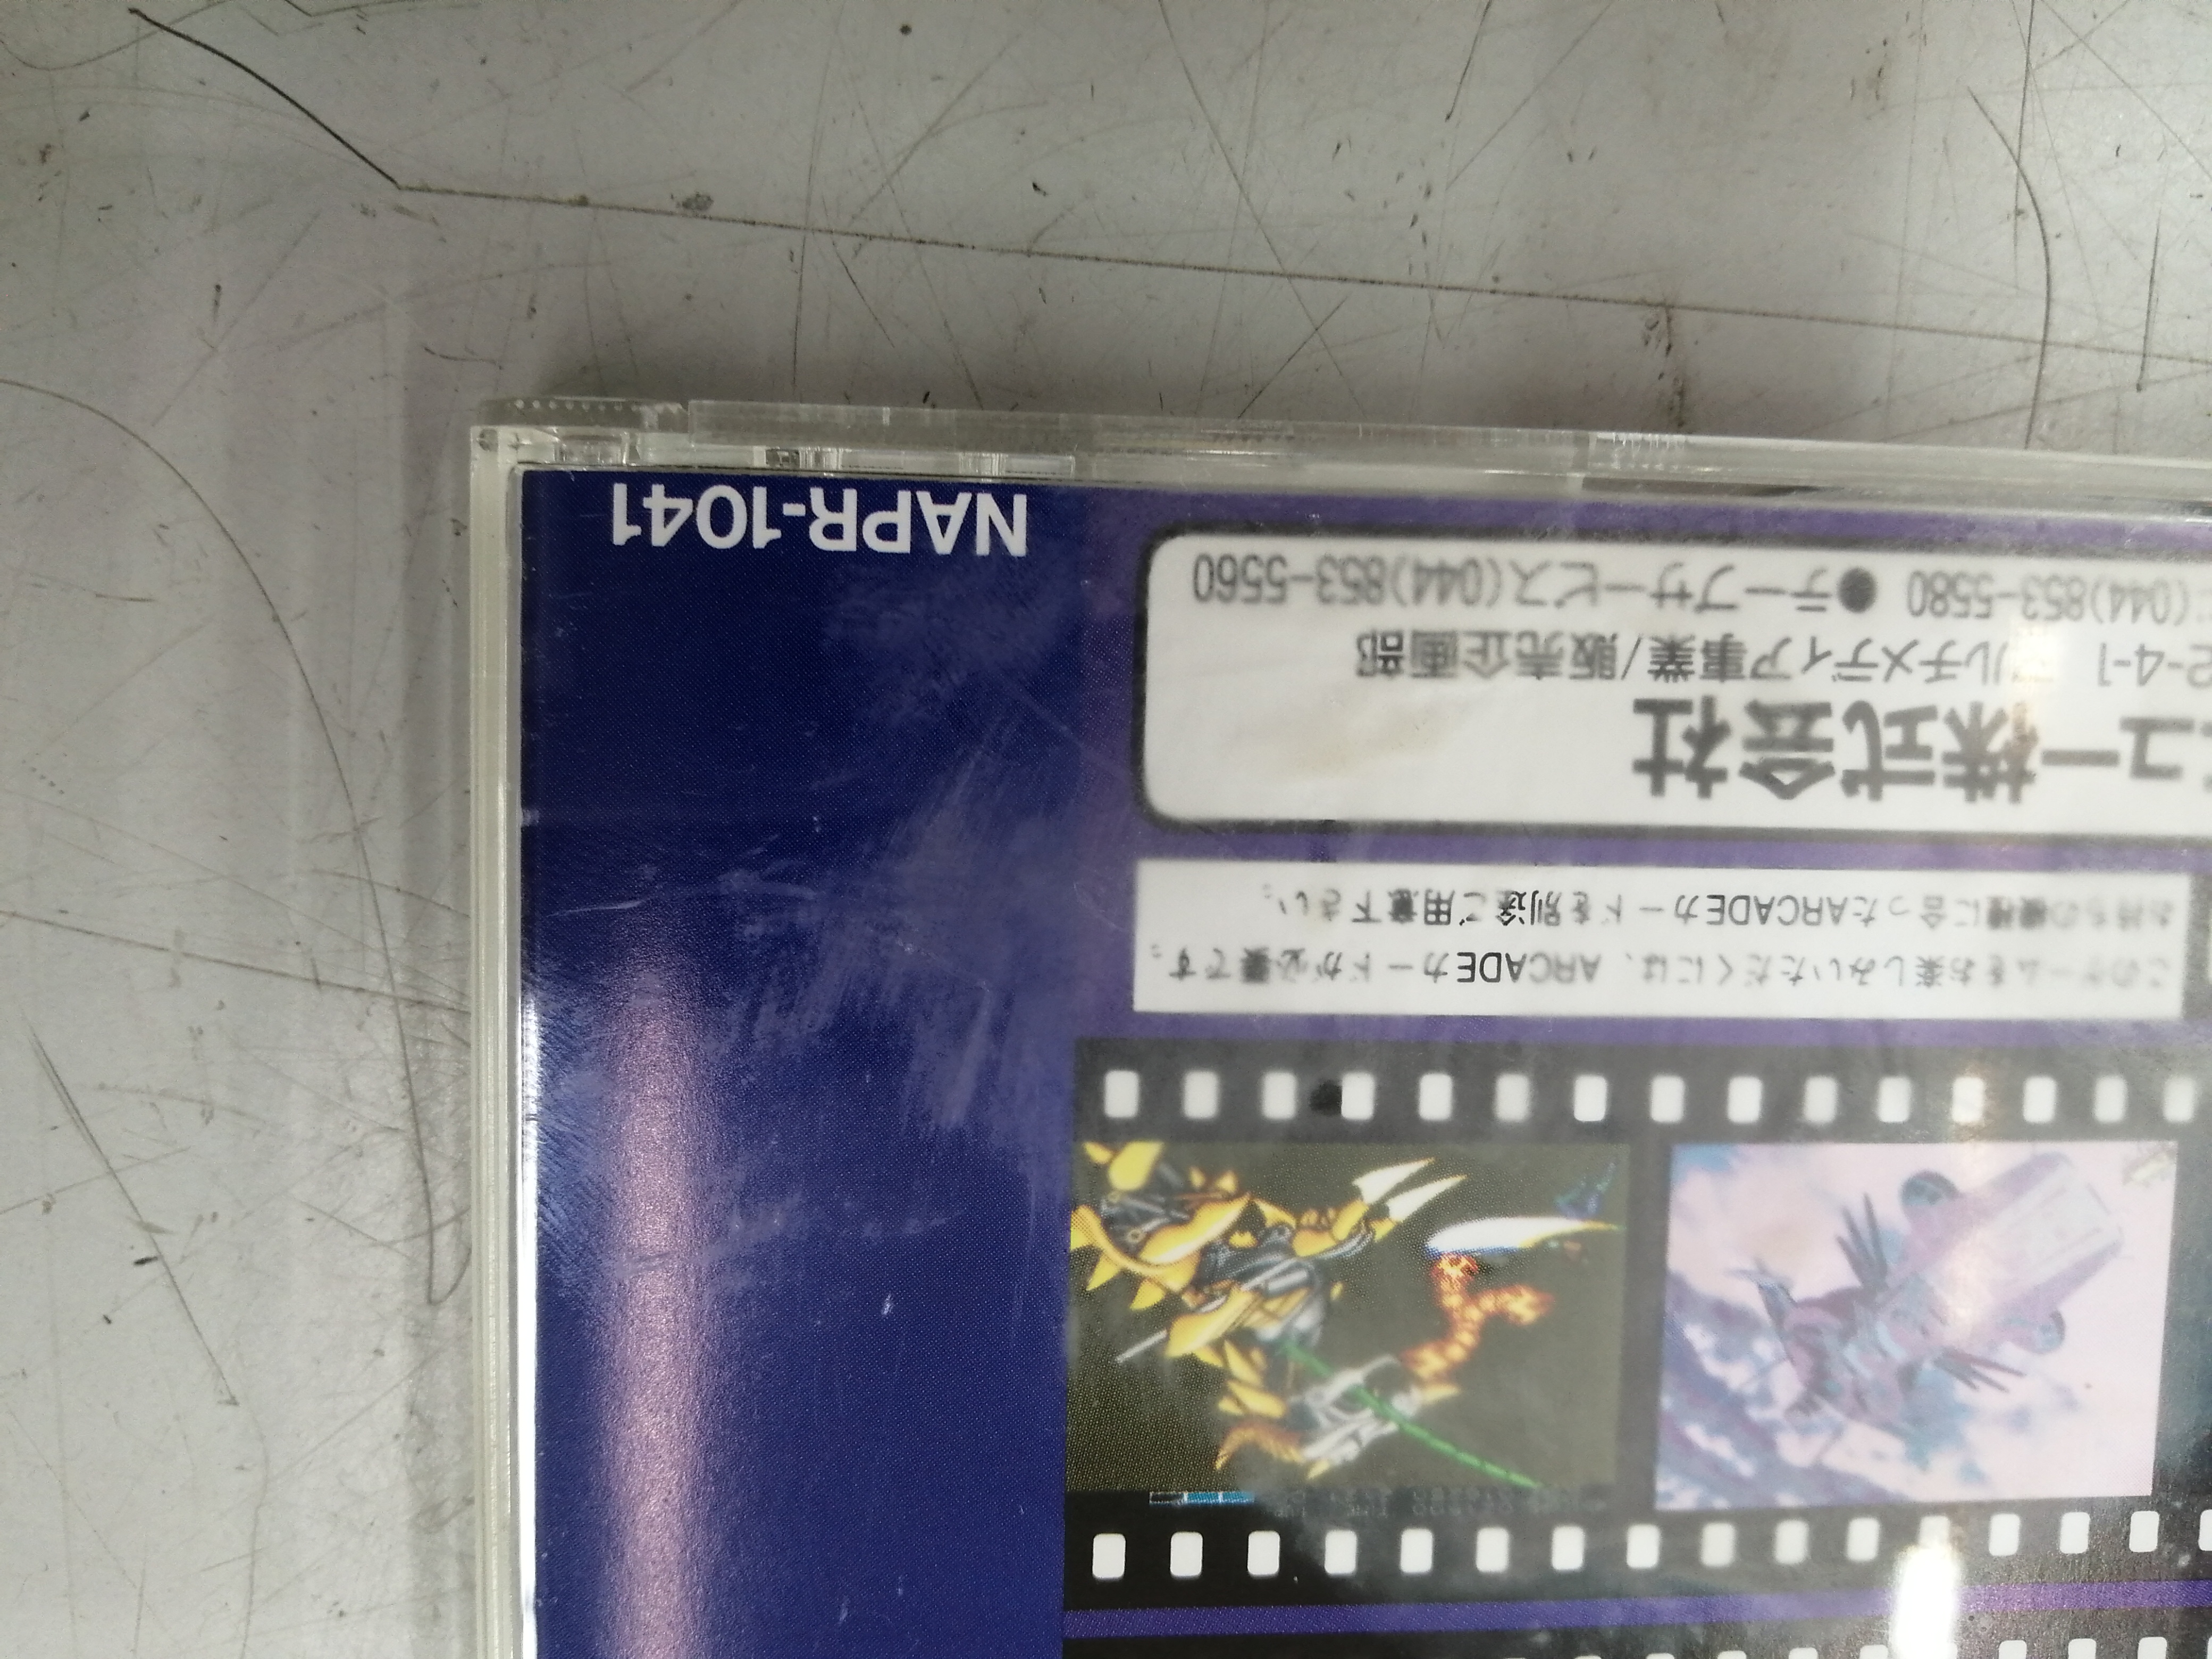 このゲームをお楽しみいただくには、ARCADEカードが必要です。
お持ちの機種に合ったARCADEカードを別途ご用意下さい。
ュー株式会社
2-4-1 マルチメディア事業/販売企画部
(044)853-5580 ●テープサービス(044)853-5560
NAPR-1041